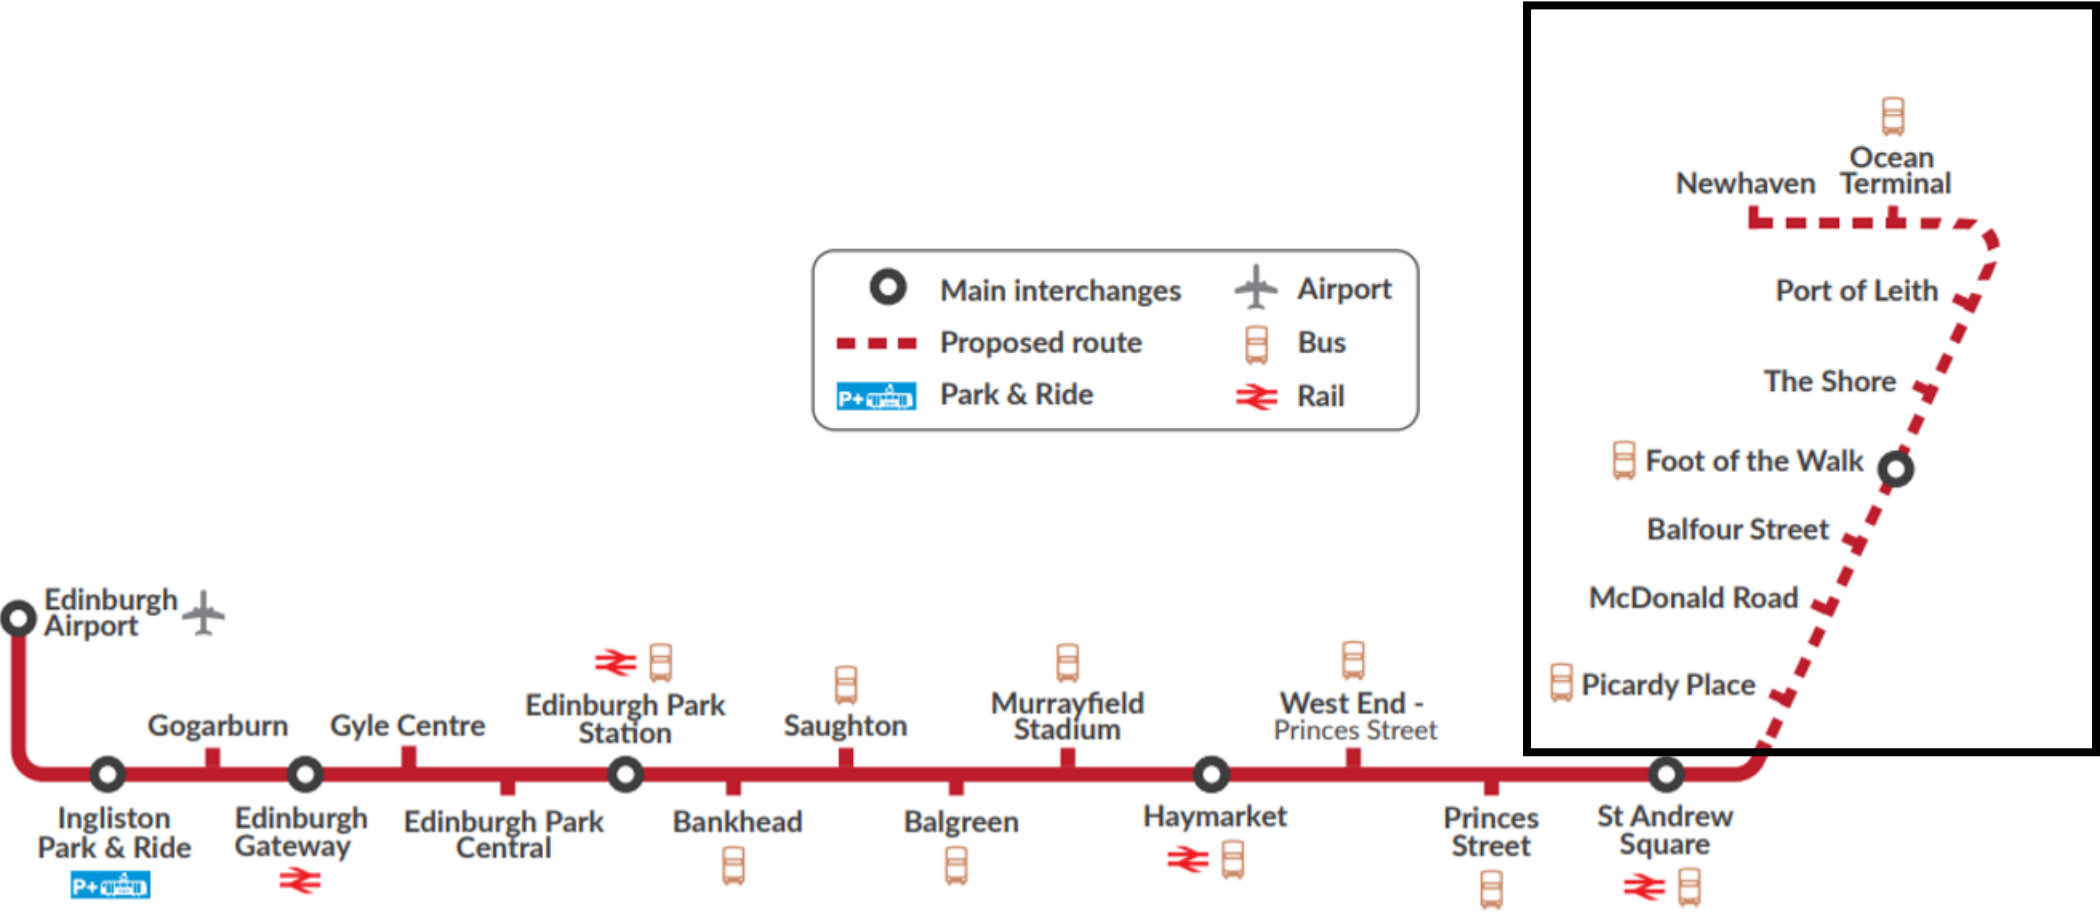 Ocean
Terminal
Newhaven
Port of Leith
The Shore
Foot of the Walk
Balfour Street
McDonald Road
Picardy Place
Main interchanges
Proposed route
P+
Park & Ride
Airport
Bus
Rail
Edinburgh
Airport
Gogarburn
Gyle Centre
Edinburgh Park
Station
Saughton
Murrayfield
Stadium
West End -
Princes Street
Ingliston
Park & Ride
P+
Edinburgh
Gateway
Edinburgh Park
Central
Bankhead
Balgreen
Haymarket
Princes
Street
St Andrew
Square